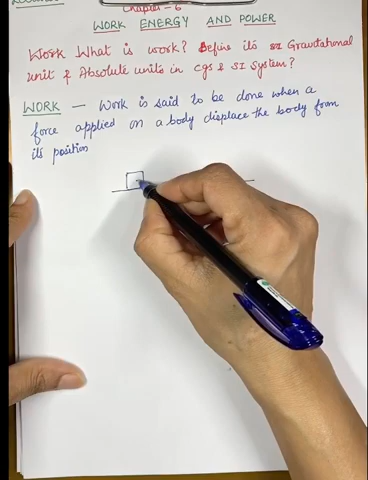 Chapter - 6
WORK ENERGY AND POWER
Work What is work? Define its Gravitational
unit & Absolute units in cgs & SI System?
WORK — Work is said to be done when a
force applied on a body displace the body from
its position